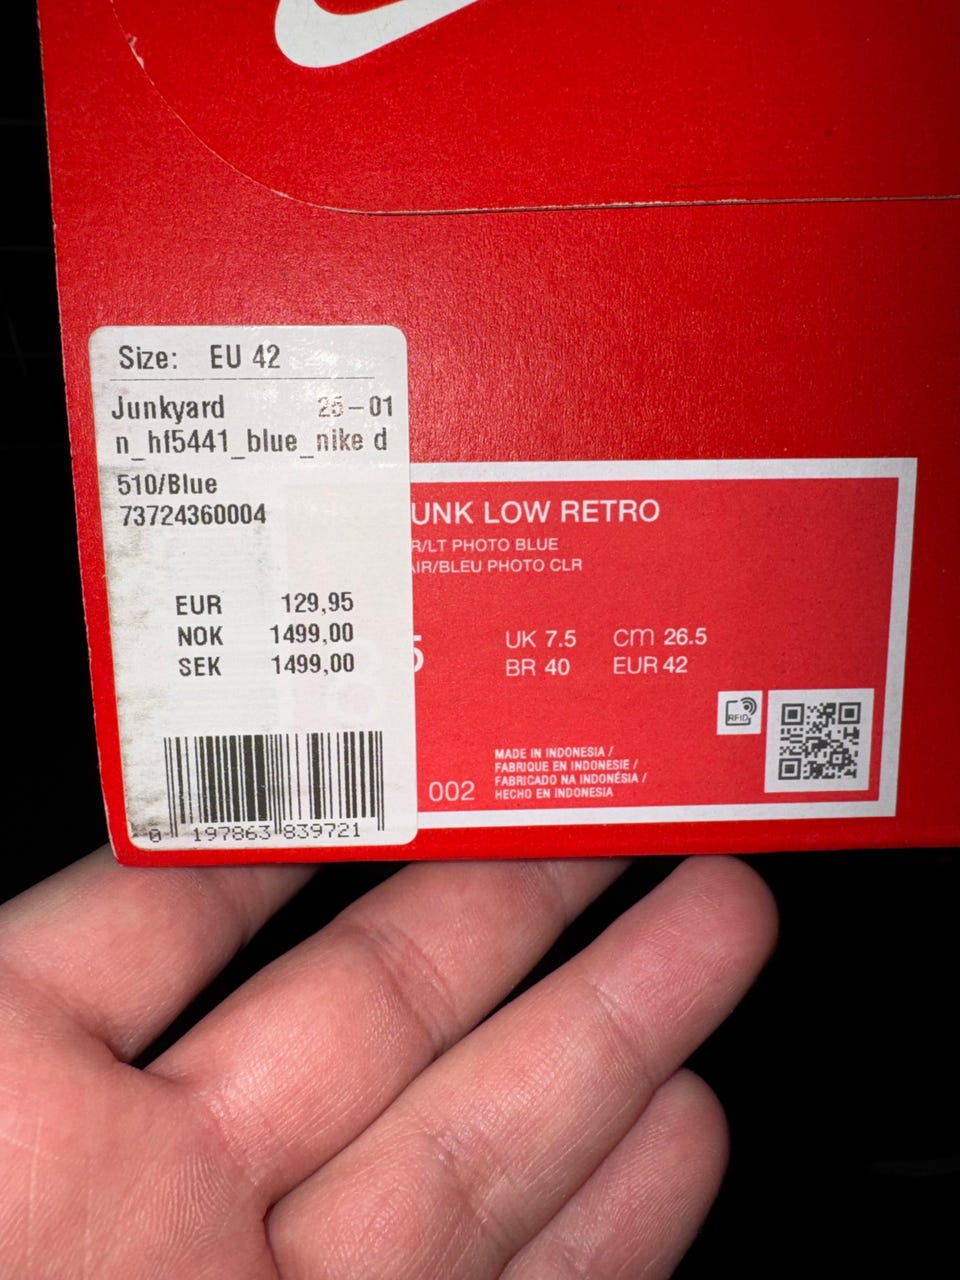 Size: EU 42
Junkyard 25-01
n_hf5441_blue_nike d
510/Blue
73724360004
EUR 129,95
NOK 1499,00
SEK 1499,00
0 197863 839721
UNK LOW RETRO
R/LT PHOTO BLUE
AIR/BLEU PHOTO CLR
5
UK 7.5 cm 26.5
BR 40 EUR 42
RFID
002
MADE IN INDONESIA /
FABRIQUE EN INDONESIE /
FABRICADO NA INDONÉSIA /
HECHO EN INDONESIA